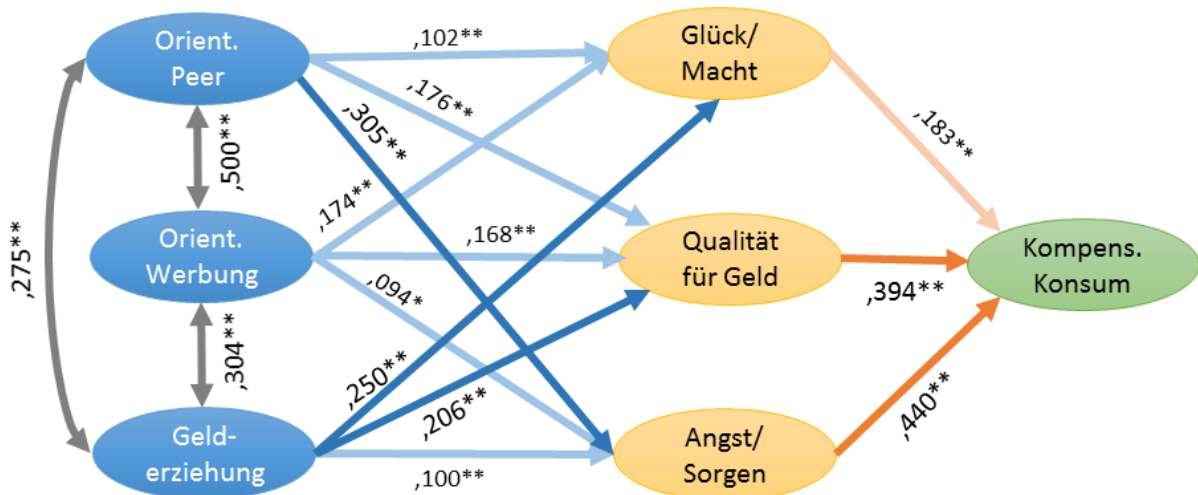 Orient.
Peer
Glück/
Macht
,102**
,176**
,305**
,183**
,500**
,275**
Orient.
Werbung
,174**
,168**
,094*
Qualität
für Geld
,394**
Kompens.
Konsum
,304**
,250**
,206**
,440**
Geld-
erziehung
,100**
Angst/
Sorgen